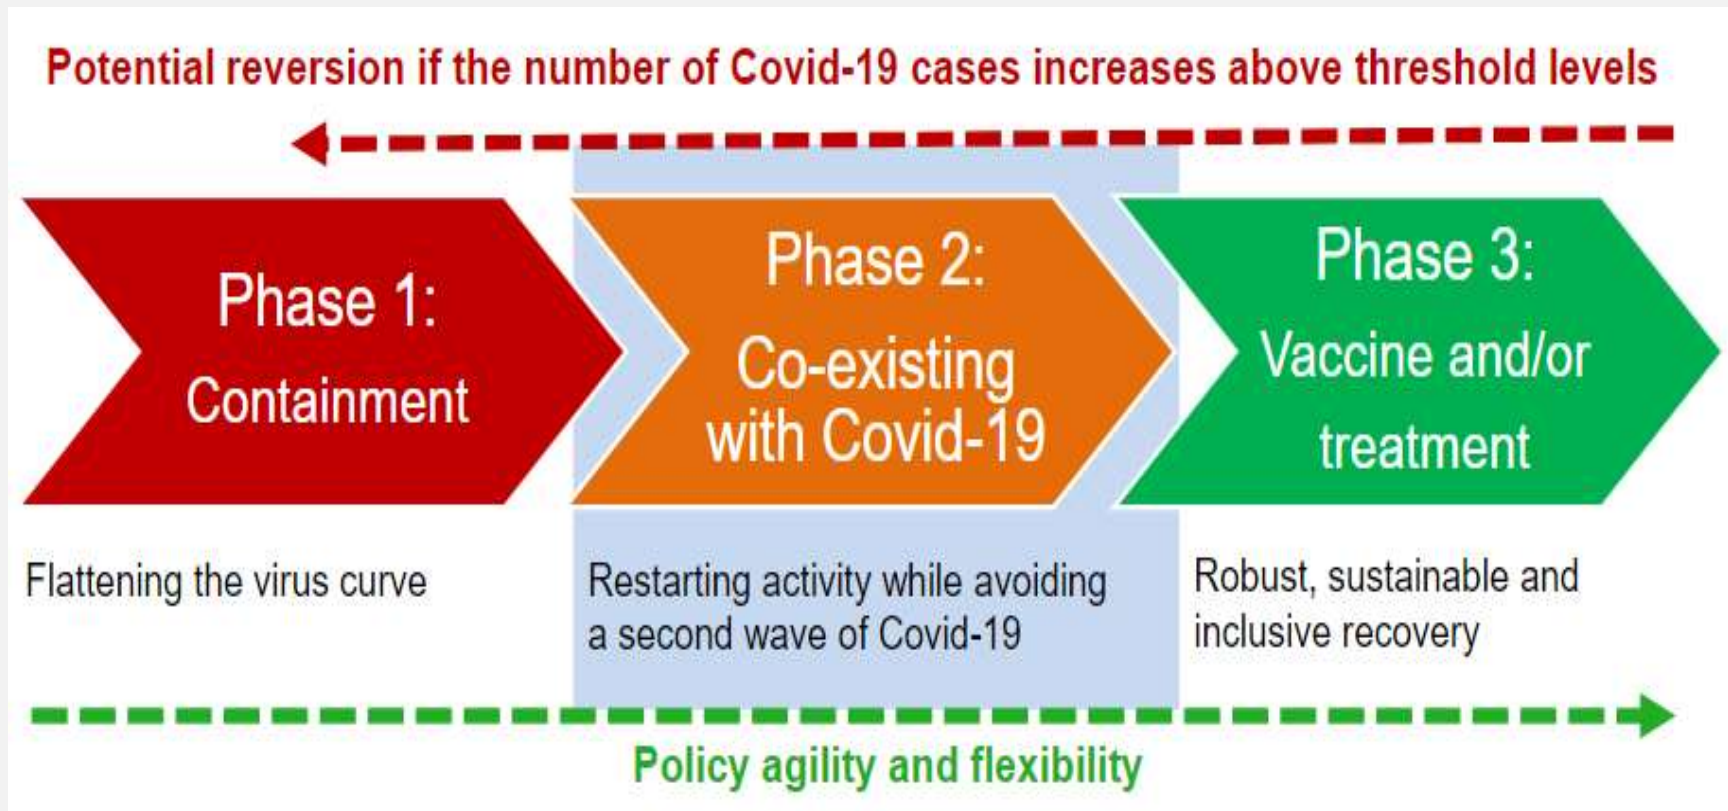 Potential reversion if the number of Covid-19 cases increases above threshold levels
Phase 1:
Containment
Phase 2:
Co-existing
with Covid-19
Phase 3:
Vaccine and/or
treatment
Flattening the virus curve
Restarting activity while avoiding
a second wave of Covid-19
Robust, sustainable and
inclusive recovery
Policy agility and flexibility